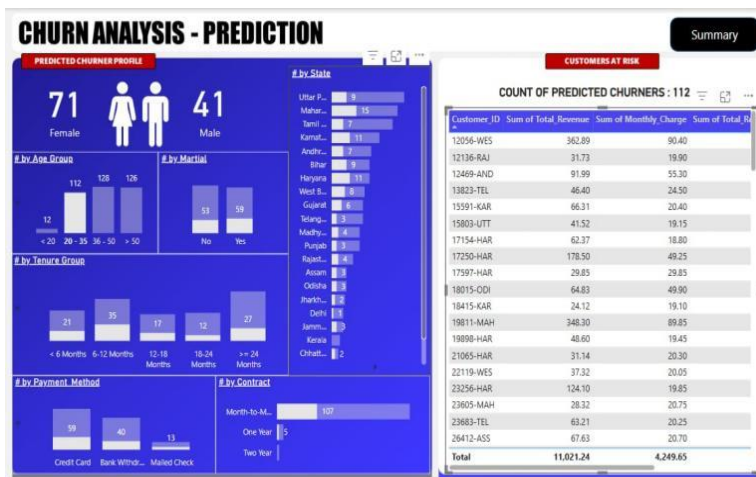 CHURN ANALYSIS - PREDICTION
Summary
PREDICTED CHURNER PROFILE
71
Female
41
Male
# by Age Group
12 112 128 126
< 20 20 - 35 36 - 50 > 50
# by Martial
53 59
No Yes
# by Tenure Group
21 35 17 12 27
< 6 Months 6-12 Months 12-18 Months 18-24 Months >= 24 Months
# by Payment_Method
59 40 13
Credit Card Bank Withdr... Mailed Check
# by State
Uttar P... 9
Mahar... 15
Tamil ... 7
Karnat... 11
Andhr... 7
Bihar 9
Haryana 11
West B... 8
Gujarat 6
Telang... 3
Madhy... 4
Punjab 3
Rajast... 4
Assam 3
Odisha 3
Jharkh... 2
Delhi 1
Jamm... 3
Kerala
Chhatt... 2
# by Contract
Month-to-M... 107
One Year 5
Two Year
CUSTOMERS AT RISK
COUNT OF PREDICTED CHURNERS : 112
Customer_ID Sum of Total_Revenue Sum of Monthly_Charge Sum of Total_R
12056-WES 362.89 90.40
12136-RAJ 31.73 19.90
12469-AND 91.99 55.30
13823-TEL 46.40 24.50
15591-KAR 66.31 20.40
15803-UTT 41.52 19.15
17154-HAR 62.37 18.80
17250-HAR 178.50 49.25
17597-HAR 29.85 29.85
18015-ODI 64.83 49.90
18415-KAR 24.12 19.10
19811-MAH 348.30 89.85
19898-HAR 48.60 19.45
21065-HAR 31.14 20.30
22119-WES 37.32 20.05
23256-HAR 124.10 19.85
23605-MAH 28.32 20.75
23683-TEL 63.21 20.25
26412-ASS 67.63 20.70
Total 11,021.24 4,249.65